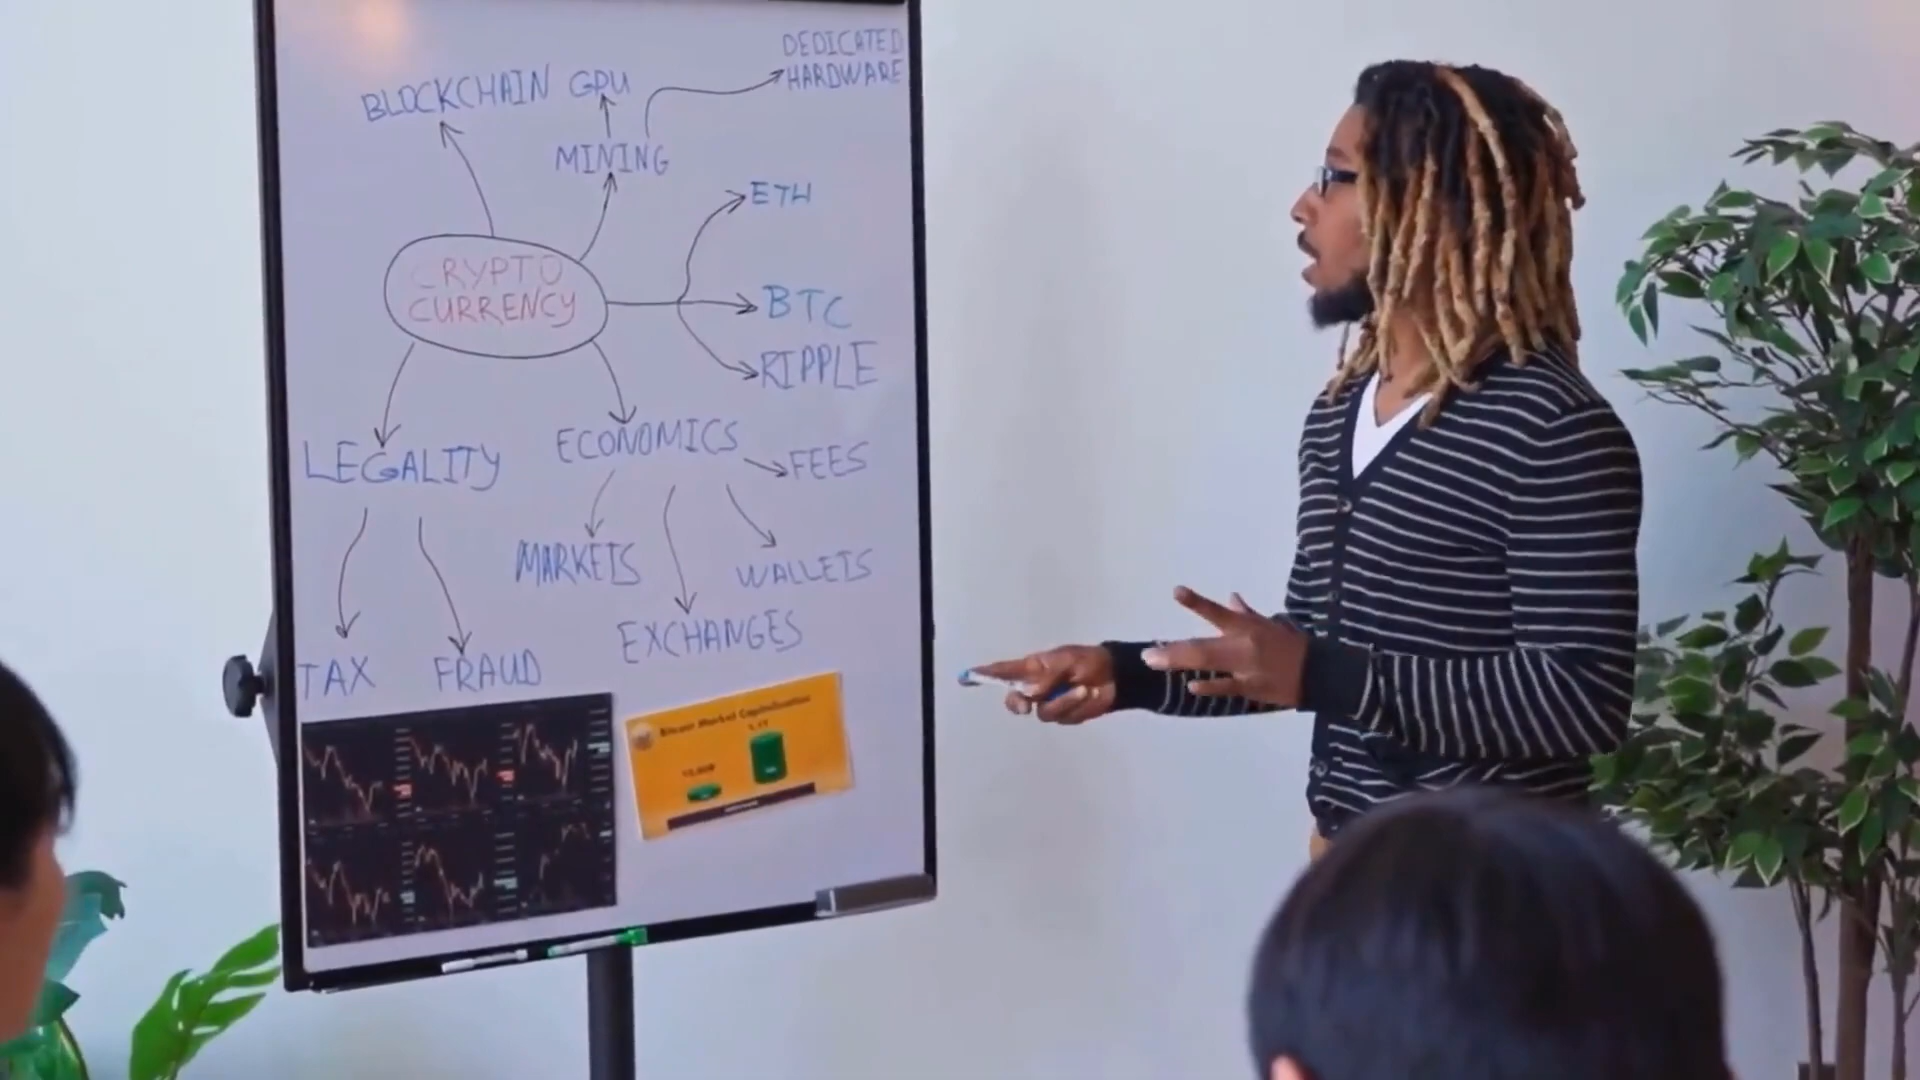 DEDICATED
HARDWARE
BLOCKCHAIN GPU
MINING
ETH
CRYPTO
CURRENCY
BTC
RIPPLE
LEGALITY
ECONOMICS
FEES
MARKETS
WALLETS
EXCHANGES
TAX
FRAUD
Bitcoin Market Capitalization